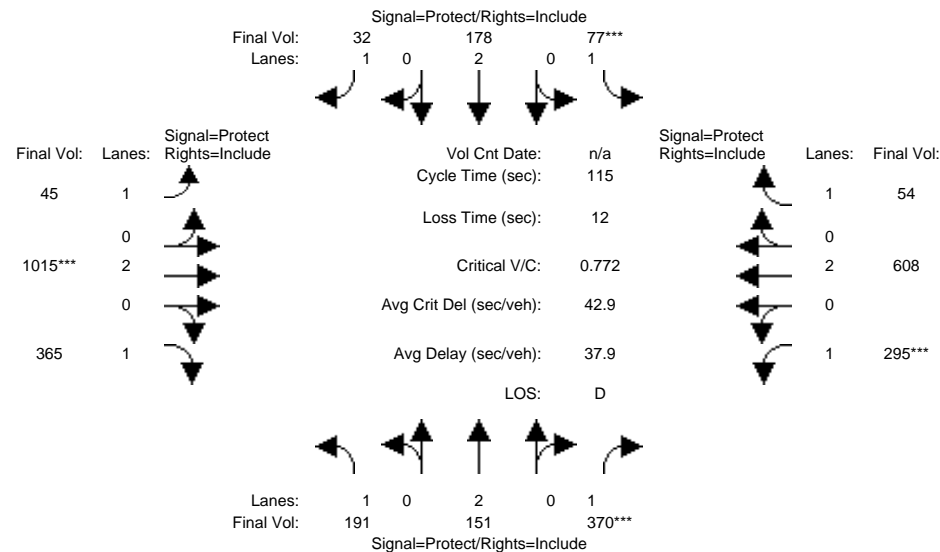 Signal=Protect/Rights=Include
Final Vol: 32 178 77***
Lanes: 1 0 2 0 1
Signal=Protect Signal=Protect
Final Vol: Lanes: Rights=Include Vol Cnt Date: n/a Rights=Include Lanes: Final Vol:
Cycle Time (sec): 115
45 1 1 54
Loss Time (sec): 12
0 0
1015*** 2 Critical V/C: 0.772 2 608
0 Avg Crit Del (sec/veh): 42.9 0
365 1 Avg Delay (sec/veh): 37.9 1 295***
LOS: D
Lanes: 1 0 2 0 1
Final Vol: 191 151 370***
Signal=Protect/Rights=Include